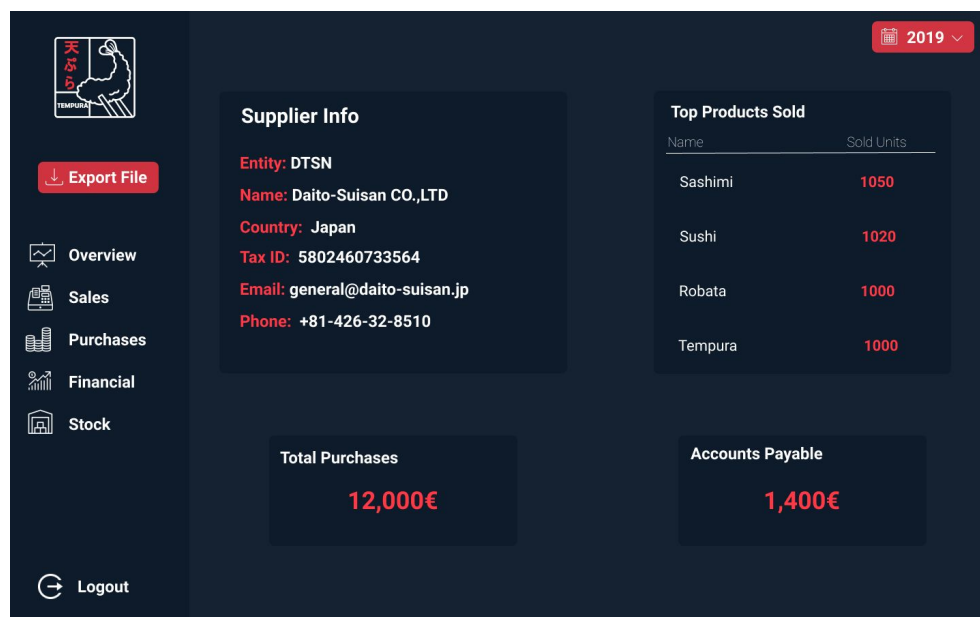 天ぷら
TEMPURA
Export File
Overview
Sales
Purchases
Financial
Stock
Logout
2019
Supplier Info
Entity: DTSN
Name: Daito-Suisan CO.,LTD
Country: Japan
Tax ID: 5802460733564
Email: general@daito-suisan.jp
Phone: +81-426-32-8510
Top Products Sold
Name Sold Units
Sashimi 1050
Sushi 1020
Robata 1000
Tempura 1000
Total Purchases
12,000€
Accounts Payable
1,400€